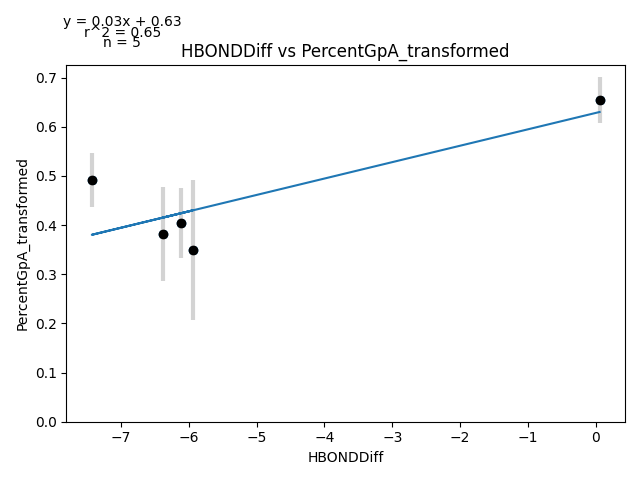 y = 0.03x + 0.63
r^2 = 0.65
n = 5
HBONDDiff vs PercentGpA_transformed
PercentGpA_transformed
0.7
0.6
0.5
0.4
0.3
0.2
0.1
0.0
−7 −6 −5 −4 −3 −2 −1 0
HBONDDiff